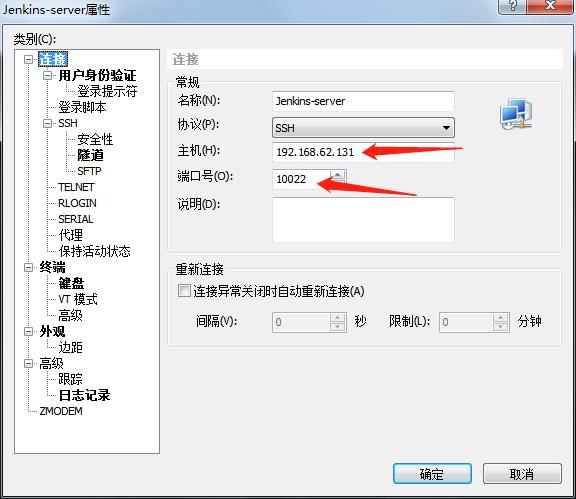 Jenkins-server属性
?
类别(C):
连接
用户身份验证
登录提示符
登录脚本
SSH
安全性
隧道
SFTP
TELNET
RLOGIN
SERIAL
代理
保持活动状态
终端
键盘
VT 模式
高级
外观
边距
高级
跟踪
日志记录
ZMODEM
连接
常规
名称(N): Jenkins-server
协议(P): SSH
主机(H): 192.168.62.131
端口号(O): 10022
说明(D):
重新连接
连接异常关闭时自动重新连接(A)
间隔(V): 0 秒 限制(L): 0 分钟
确定 取消